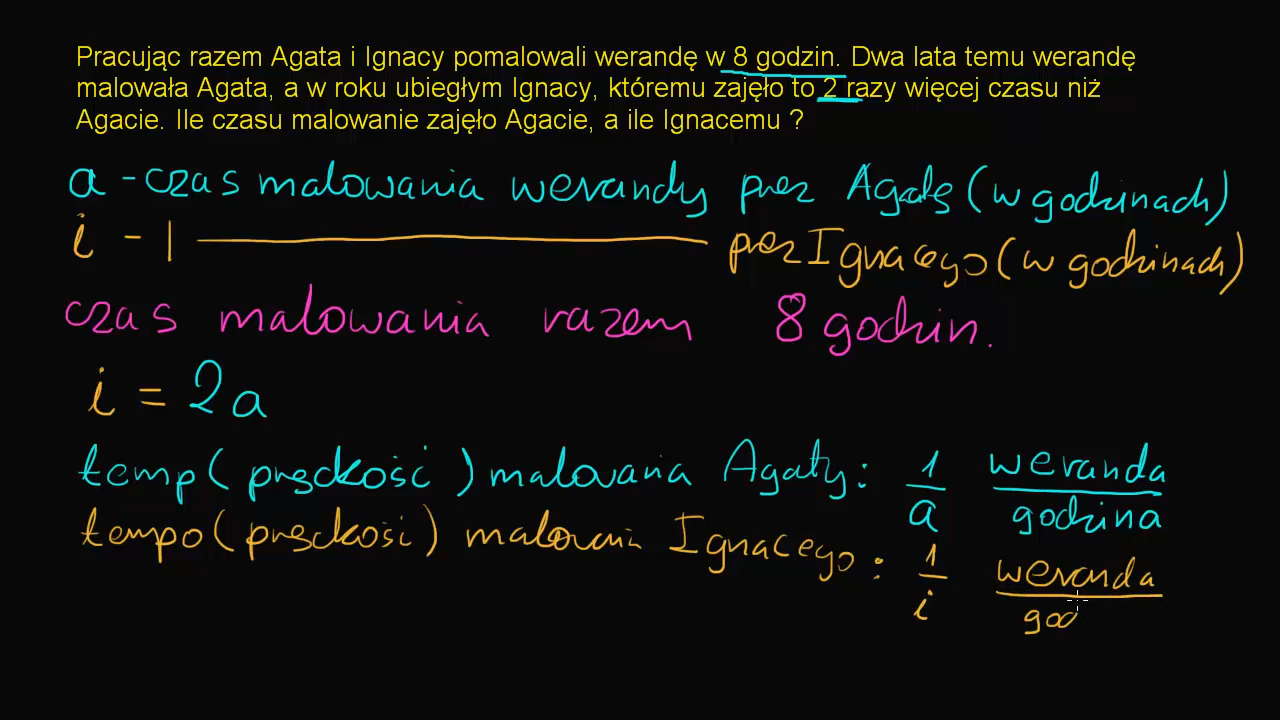 Pracując razem Agata i Ignacy pomalowali werandę w 8 godzin. Dwa lata temu werandę
malowała Agata, a w roku ubiegłym Ignacy, któremu zajęło to 2 razy więcej czasu niż
Agacie. Ile czasu malowanie zajęło Agacie, a ile Ignacemu ?
a - czas malowania werandy przez Agatę (w godzinach)
i - | ——— przez Ignacego (w godzinach)
czas malowania razem 8 godzin.
i = 2a
temp( prędkość ) malowania Agaty: 1/a weranda/godzina
tempo( prędkość ) malowania Ignacego: 1/i weranda/god